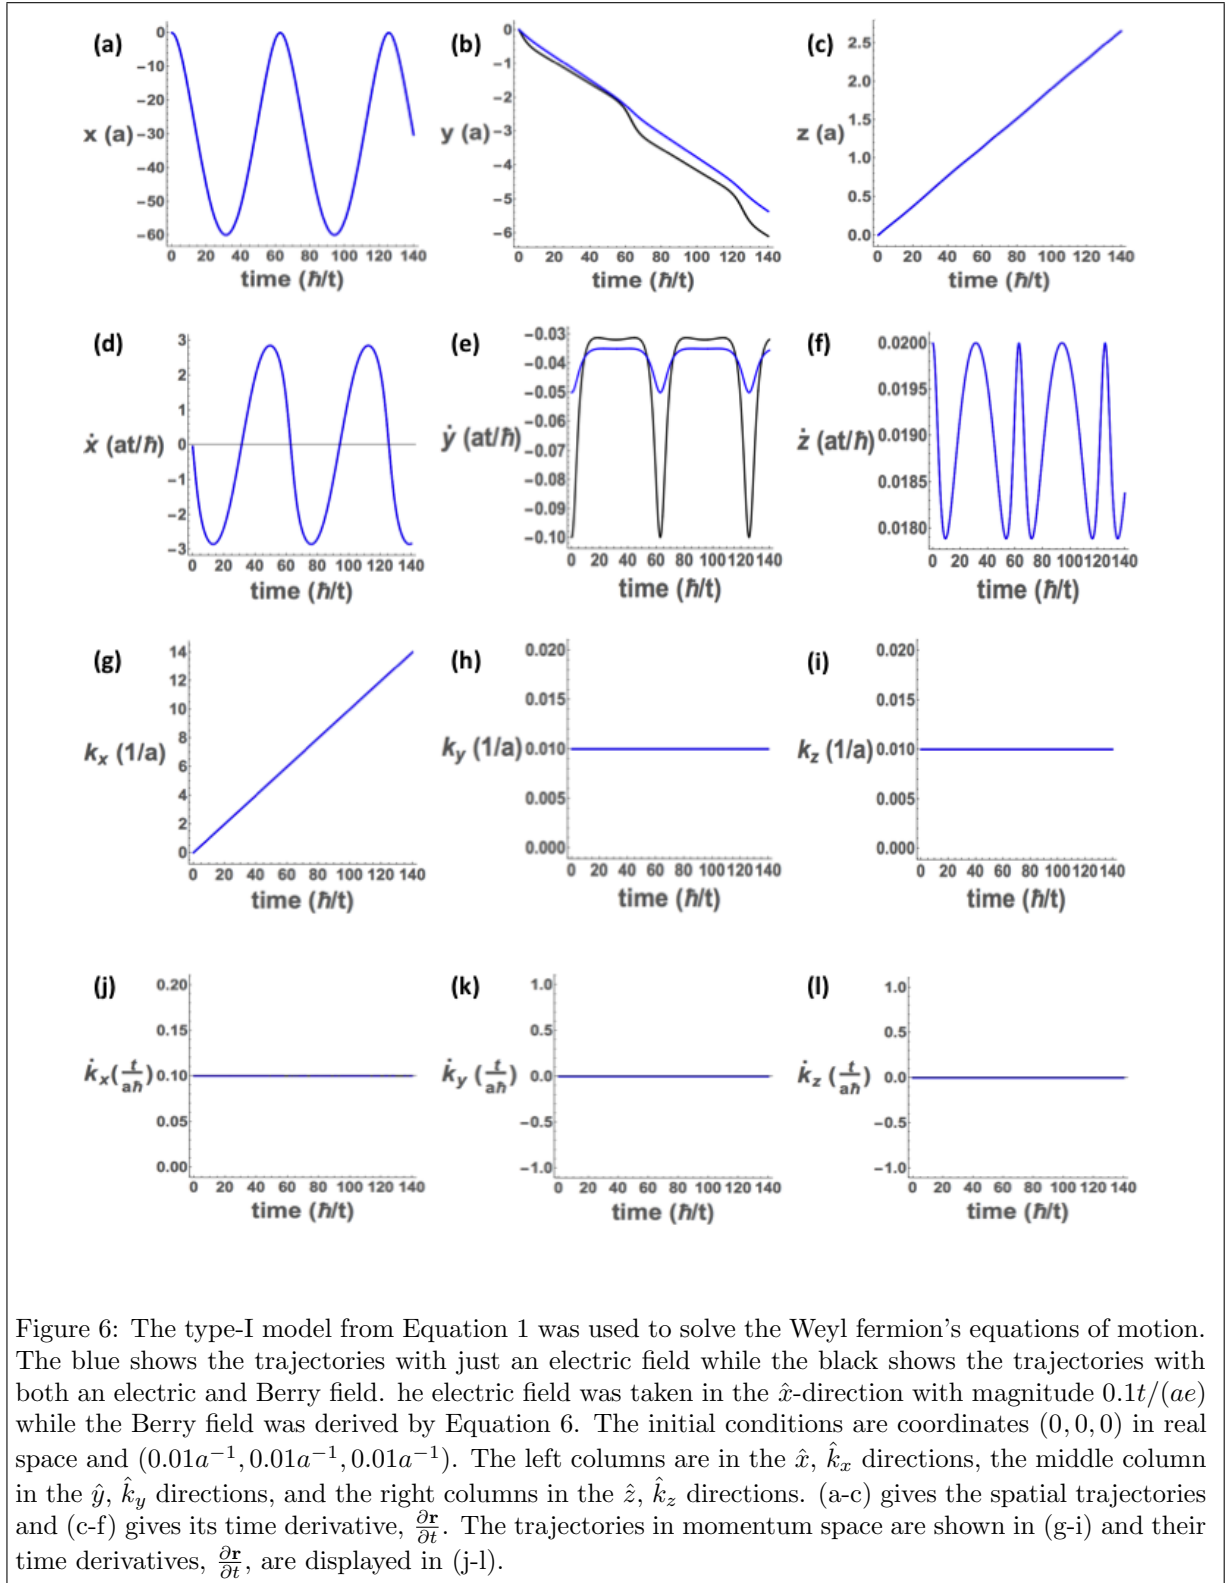 (a)
0
−10
−20
x (a) −30
−40
−50
−60
0 20 40 60 80 100 120 140
time (ℏ/t)
(b)
0
−1
−2
y (a) −3
−4
−5
−6
0 20 40 60 80 100 120 140
time (ℏ/t)
(c)
2.5
2.0
z (a) 1.5
1.0
0.5
0.0
0 20 40 60 80 100 120 140
time (ℏ/t)
(d)
3
2
1
ẋ (at/ℏ) 0
−1
−2
−3
0 20 40 60 80 100 120 140
time (ℏ/t)
(e)
−0.03
−0.04
−0.05
−0.06
ẏ (at/ℏ) −0.07
−0.08
−0.09
−0.10
0 20 40 60 80 100120140
time (ℏ/t)
(f)
0.0200
0.0195
ż (at/ℏ) 0.0190
0.0185
0.0180
0 20 40 60 80 100120140
time (ℏ/t)
(g)
14
12
10
8
kx (1/a) 6
4
2
0
0 20 40 60 80 100 120 140
time (ℏ/t)
(h)
0.020
0.015
ky (1/a) 0.010
0.005
0.000
0 20 40 60 80 100120140
time (ℏ/t)
(i)
0.020
0.015
kz (1/a) 0.010
0.005
0.000
0 20 40 60 80 100120140
time (ℏ/t)
(j)
0.20
0.15
k̇x(t/aℏ) 0.10
0.05
0.00
0 20 40 60 80 100 120 140
time (ℏ/t)
(k)
1.0
0.5
k̇y (t/aℏ) 0.0
−0.5
−1.0
0 20 40 60 80 100 120 140
time (ℏ/t)
(l)
1.0
0.5
k̇z (t/aℏ) 0.0
−0.5
−1.0
0 20 40 60 80 100 120 140
time (ℏ/t)
Figure 6: The type-I model from Equation 1 was used to solve the Weyl fermion's equations of motion.
The blue shows the trajectories with just an electric field while the black shows the trajectories with
both an electric and Berry field. he electric field was taken in the x̂-direction with magnitude 0.1t/(ae)
while the Berry field was derived by Equation 6. The initial conditions are coordinates (0, 0, 0) in real
space and (0.01a⁻¹, 0.01a⁻¹, 0.01a⁻¹). The left columns are in the x̂, k̂x directions, the middle column
in the ŷ, k̂y directions, and the right columns in the ẑ, k̂z directions. (a-c) gives the spatial trajectories
and (c-f) gives its time derivative, ∂r/∂t. The trajectories in momentum space are shown in (g-i) and their
time derivatives, ∂r/∂t, are displayed in (j-l).